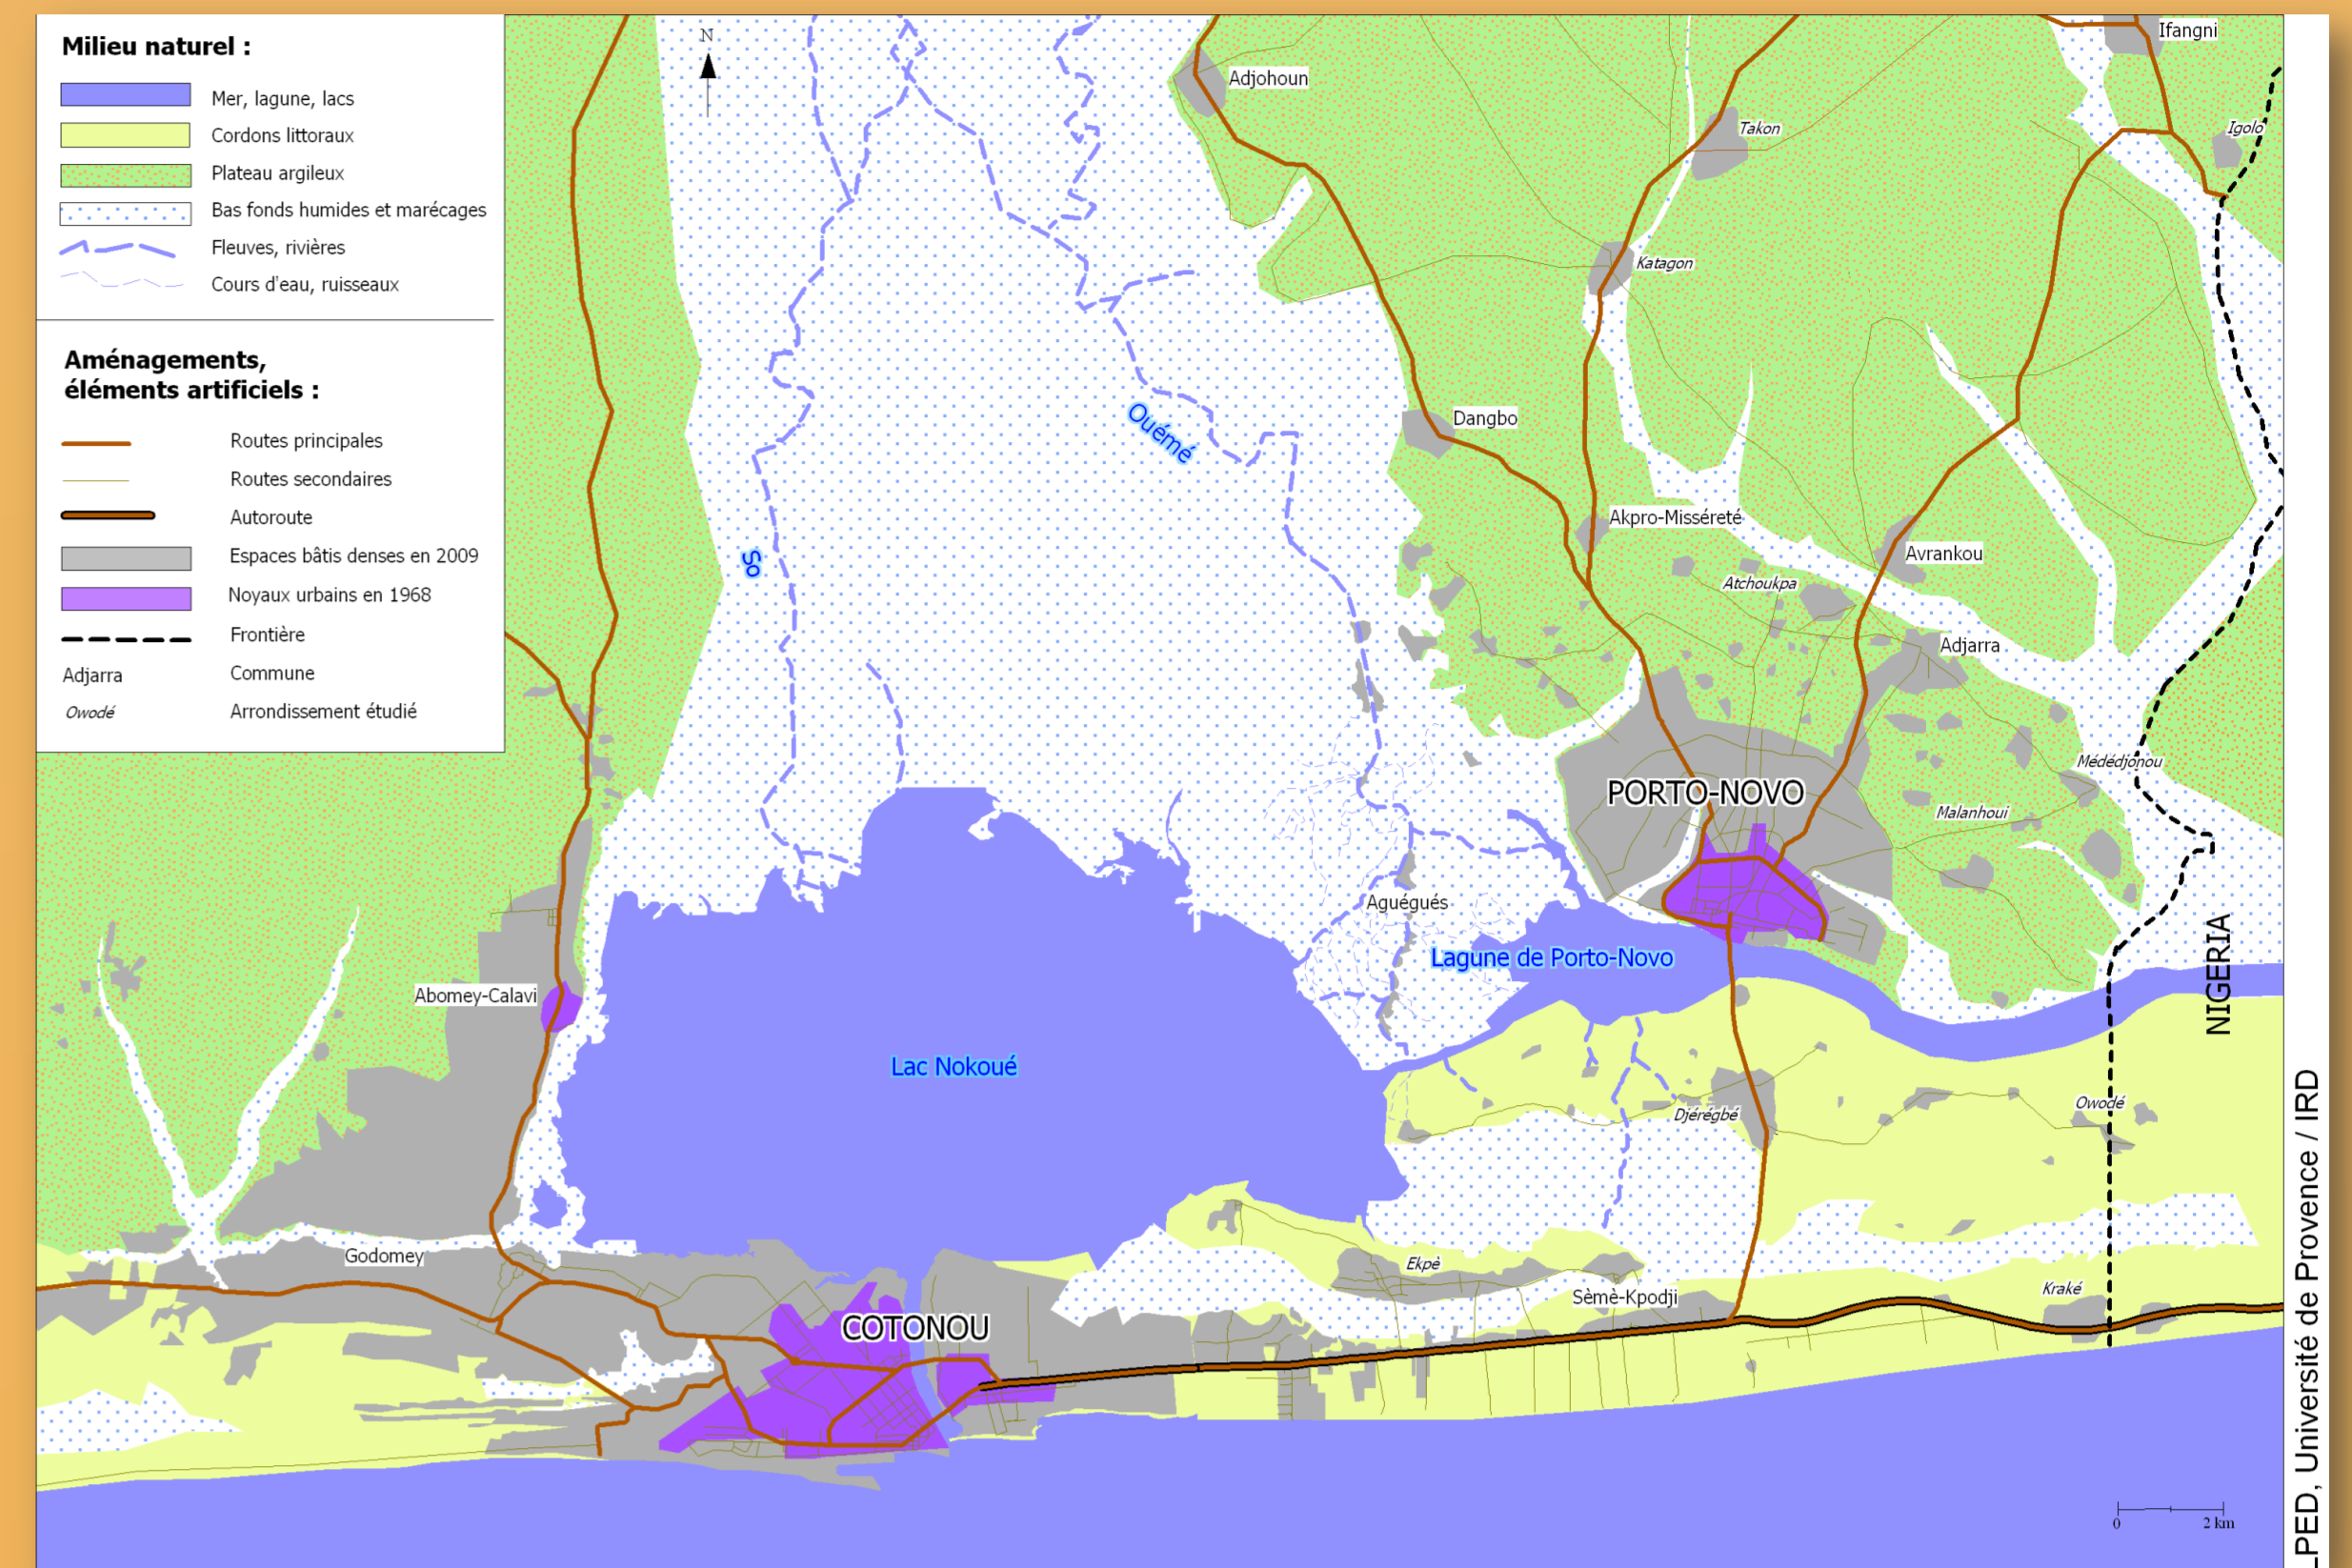 Milieu naturel :
Mer, lagune, lacs
Cordons littoraux
Plateau argileux
Bas fonds humides et marécages
Fleuves, rivières
Cours d'eau, ruisseaux
Aménagements,
éléments artificiels :
Routes principales
Routes secondaires
Autoroute
Espaces bâtis denses en 2009
Noyaux urbains en 1968
Frontière
Adjarra Commune
Owodé Arrondissement étudié
N
Ifangni
Adjohoun
Takon
Igolo
Katagon
Ouémé
Dangbo
Akpro-Misséreté
So
Avrankou
Atchoukpa
Adjarra
Médédjonou
PORTO-NOVO
Malanhoui
Aguégués
Lagune de Porto-Novo
NIGERIA
Abomey-Calavi
Lac Nokoué
Djérégbé
Owodé
Godomey
Ekpè
Sèmè-Kpodji
Kraké
COTONOU
0 2 km
LPED, Université de Provence / IRD